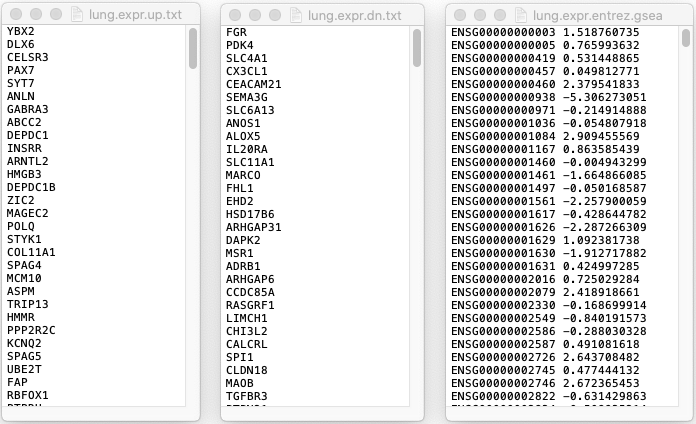 lung.expr.up.txt
YBX2
DLX6
CELSR3
PAX7
SYT7
ANLN
GABRA3
ABCC2
DEPDC1
INSRR
ARNTL2
HMGB3
DEPDC1B
ZIC2
MAGEC2
POLQ
STYK1
COL11A1
SPAG4
MCM10
ASPM
TRIP13
HMMR
PPP2R2C
KCNQ2
SPAG5
UBE2T
FAP
RBFOX1
lung.expr.dn.txt
FGR
PDK4
SLC4A1
CX3CL1
CEACAM21
SEMA3G
SLC6A13
ANOS1
ALOX5
IL20RA
SLC11A1
MARCO
FHL1
EHD2
HSD17B6
ARHGAP31
DAPK2
MSR1
ADRB1
ARHGAP6
CCDC85A
RASGRF1
LIMCH1
CHI3L2
CALCRL
SPI1
CLDN18
MAOB
TGFBR3
lung.expr.entrez.gsea
ENSG00000000003 1.518760735
ENSG00000000005 0.765993632
ENSG00000000419 0.531448865
ENSG00000000457 0.049812771
ENSG00000000460 2.379541833
ENSG00000000938 -5.306273051
ENSG00000000971 -0.214914888
ENSG00000001036 -0.054807918
ENSG00000001084 2.909455569
ENSG00000001167 0.863585439
ENSG00000001460 -0.004943299
ENSG00000001461 -1.664866085
ENSG00000001497 -0.050168587
ENSG00000001561 -2.257900059
ENSG00000001617 -0.428644782
ENSG00000001626 -2.287266309
ENSG00000001629 1.092381738
ENSG00000001630 -1.912717882
ENSG00000001631 0.424997285
ENSG00000002016 0.725029284
ENSG00000002079 2.418918661
ENSG00000002330 -0.168699914
ENSG00000002549 -0.840191573
ENSG00000002586 -0.288030328
ENSG00000002587 0.491081618
ENSG00000002726 2.643708482
ENSG00000002745 0.477444132
ENSG00000002746 2.672365453
ENSG00000002822 -0.631429863